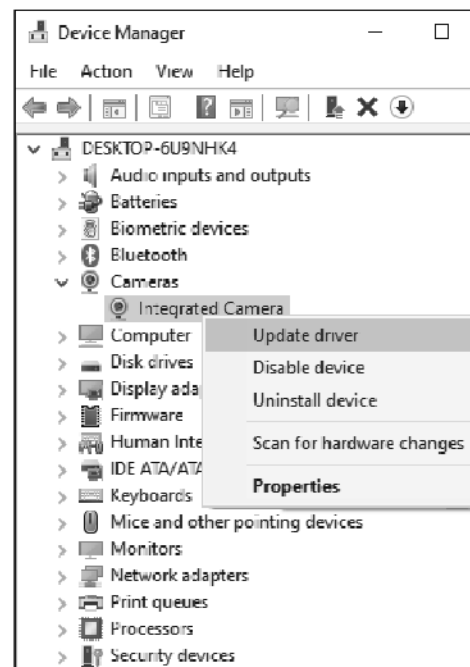 Device Manager
File Action View Help
DESKTOP-6U9NHK4
Audio inputs and outputs
Batteries
Biometric devices
Bluetooth
Cameras
Integrated Camera
Computer
Update driver
Disk drives
Disable device
Display ada
Uninstall device
Firmware
Human Inte
Scan for hardware changes
IDE ATA/ATA
Keyboards
Properties
Mice and other pointing devices
Monitors
Network adapters
Print queues
Processors
Security devices